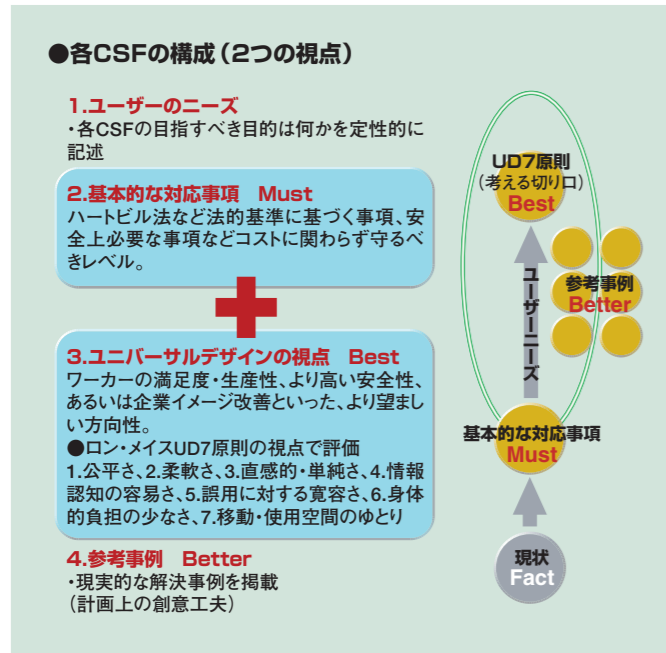 ●各CSFの構成(2つの視点)
1.ユーザーのニーズ
・各CSFの目指すべき目的は何かを定性的に
記述
2.基本的な対応事項 Must
ハートビル法など法的基準に基づく事項、安
全上必要な事項などコストに関わらず守るべ
きレベル。
3.ユニバーサルデザインの視点 Best
ワーカーの満足度・生産性、より高い安全性、
あるいは企業イメージ改善といった、より望まし
い方向性。
●ロン・メイスUD7原則の視点で評価
1.公平さ、2.柔軟さ、3.直感的・単純さ、4.情報
認知の容易さ、5.誤用に対する寛容さ、6.身体
的負担の少なさ、7.移動・使用空間のゆとり
4.参考事例 Better
・現実的な解決事例を掲載
(計画上の創意工夫)
UD7原則
(考える切り口)
Best
ユーザーニーズ
参考事例
Better
基本的な対応事項
Must
現状
Fact